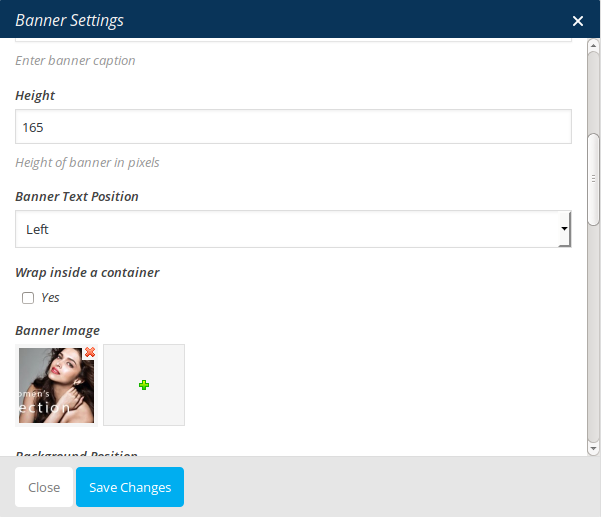 Banner Settings
Enter banner caption
Height
165
Height of banner in pixels
Banner Text Position
Left
Wrap inside a container
Yes
Banner Image
omen's
ection
Background Position
Close
Save Changes